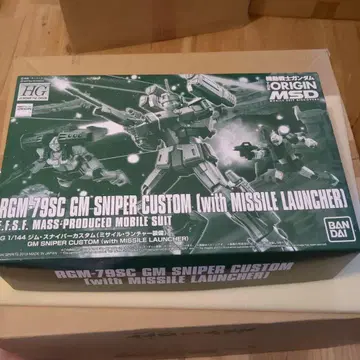 HG
機動戦士ガンダム
THE ORIGIN
MSD
RGM-79SC GM SNIPER CUSTOM [with MISSILE LAUNCHER]
E.F.S.F. MASS-PRODUCED MOBILE SUIT
HG 1/144 ジム・スナイパーカスタム(ミサイル・ランチャー装備)
GM SNIPER CUSTOM (with MISSILE LAUNCHER)
BAN
DAI
RGM-79SC GM SNIPER CUSTOM
[with MISSILE LAUNCHER]